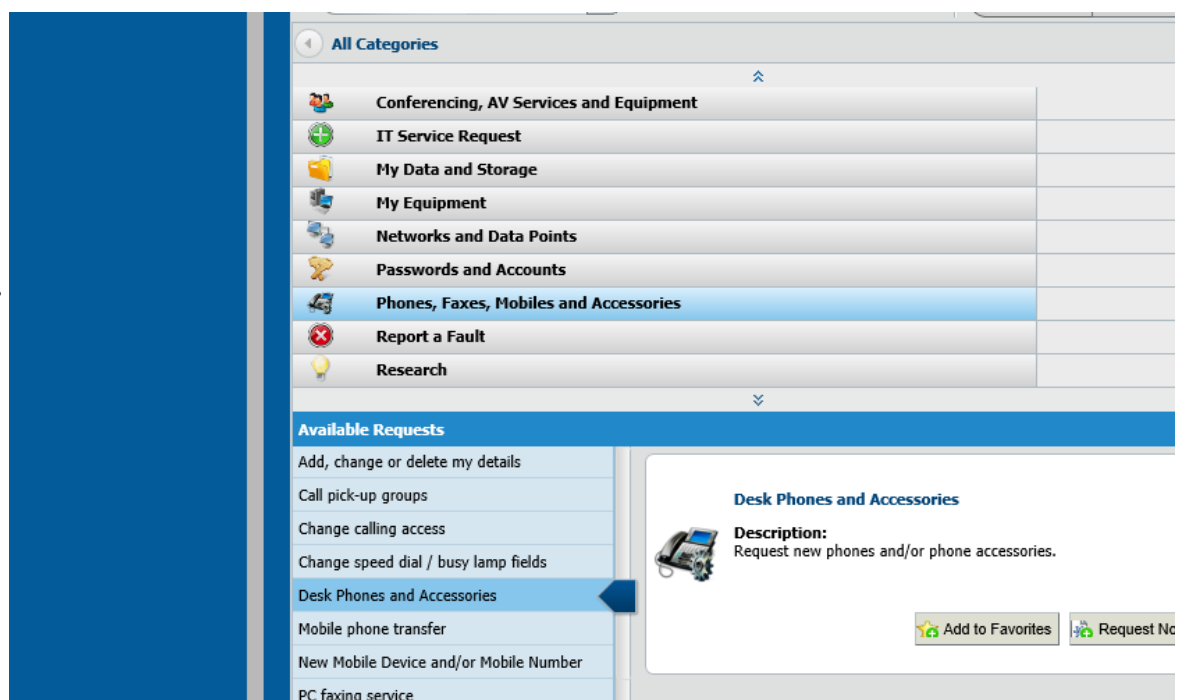 All Categories
Conferencing, AV Services and Equipment
IT Service Request
My Data and Storage
My Equipment
Networks and Data Points
Passwords and Accounts
Phones, Faxes, Mobiles and Accessories
Report a Fault
Research
Available Requests
Add, change or delete my details
Call pick-up groups
Change calling access
Change speed dial / busy lamp fields
Desk Phones and Accessories
Mobile phone transfer
New Mobile Device and/or Mobile Number
PC faxing service
Desk Phones and Accessories
Description:
Request new phones and/or phone accessories.
Add to Favorites
Request No